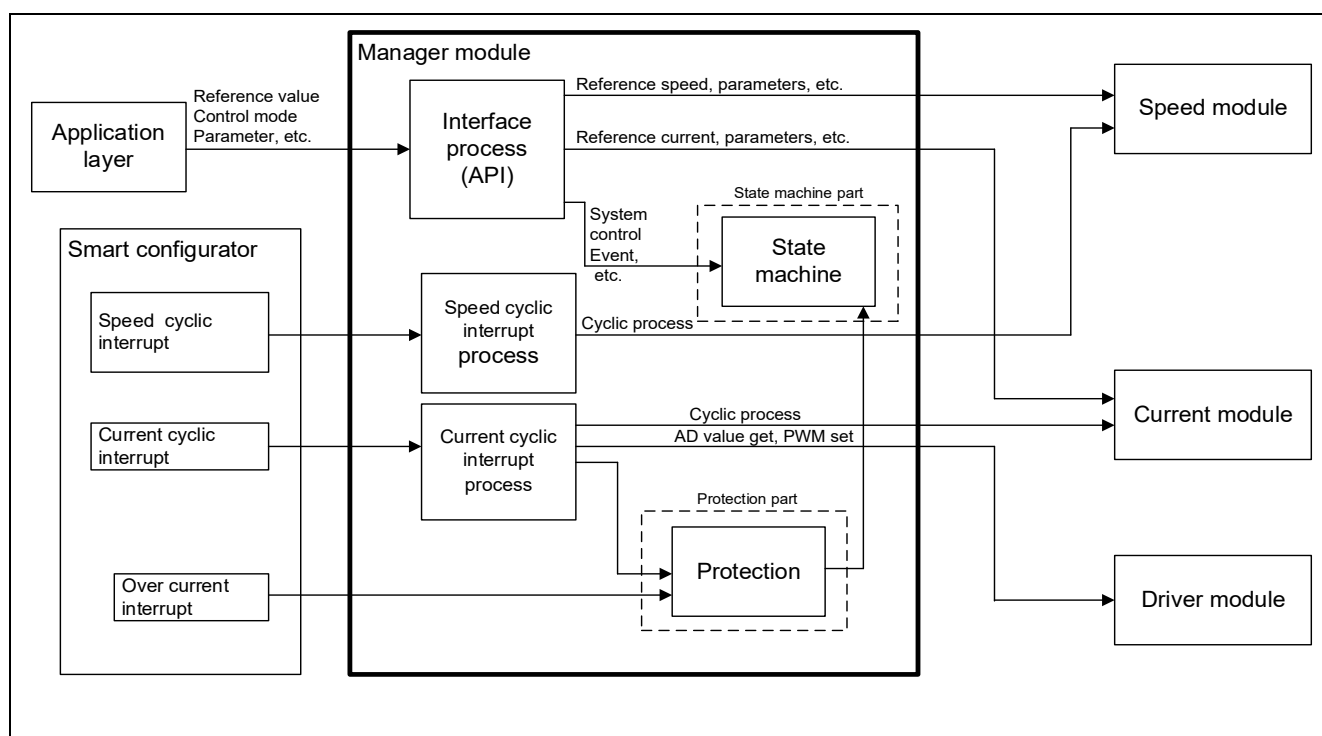 Manager module
Application
layer
Reference value
Control mode
Parameter, etc.
Interface
process
(API)
Reference speed, parameters, etc.
Reference current, parameters, etc.
Speed module
System
control
Event,
etc.
State machine part
State
machine
Smart configurator
Speed cyclic
interrupt
Speed cyclic
interrupt
process
Cyclic process
Current cyclic
interrupt
Current cyclic
interrupt
process
Cyclic process
AD value get, PWM set
Current module
Protection part
Protection
Over current
interrupt
Driver module